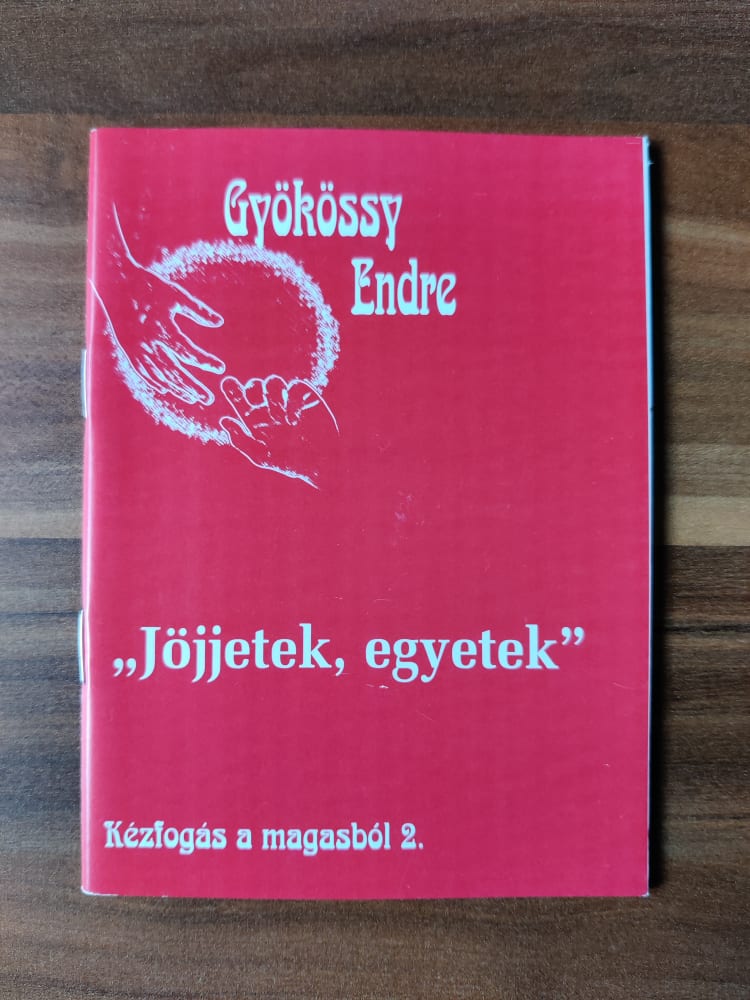 Gyökössy
Endre
„Jöjjetek, egyetek”
Kézfogás a magasból 2.